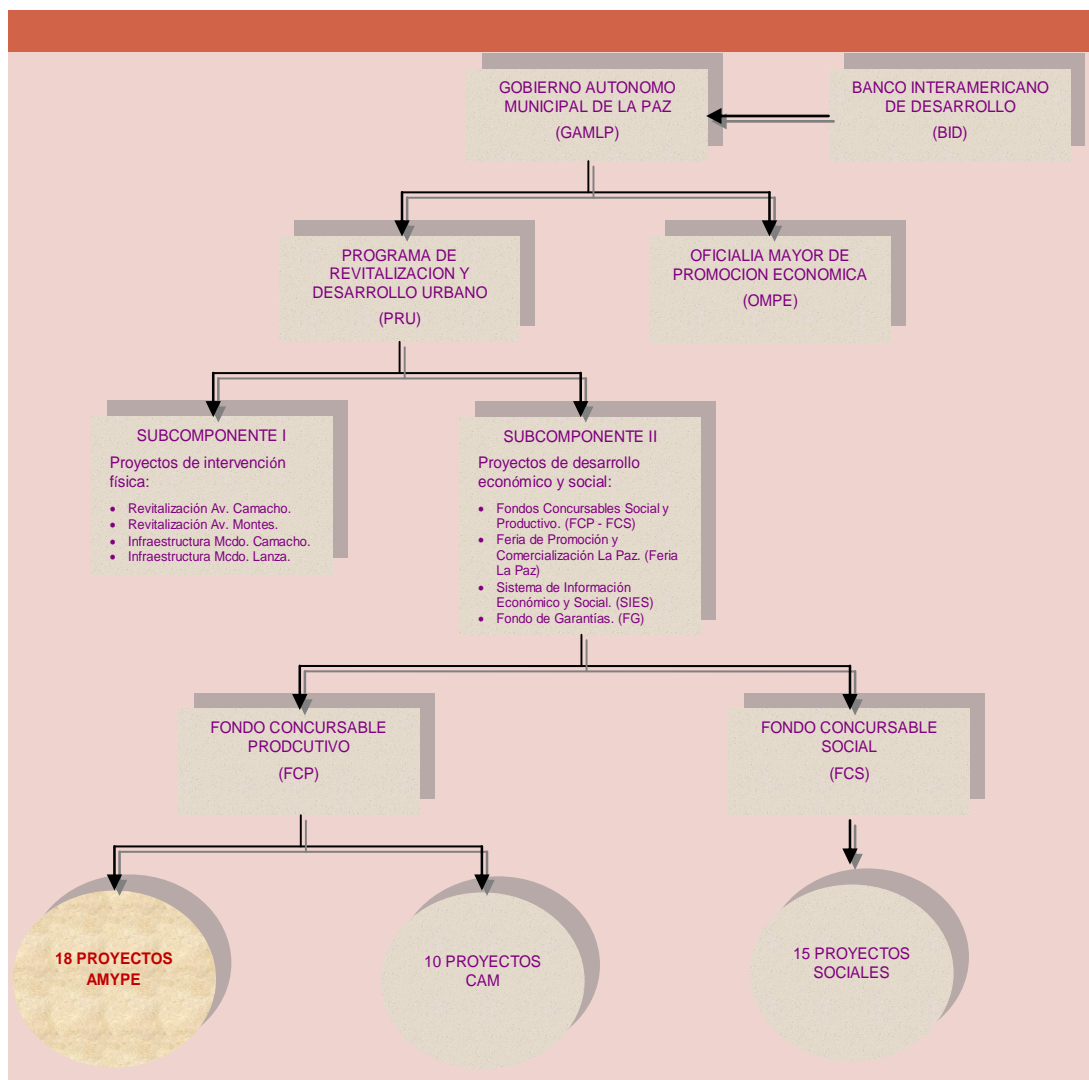 GOBIERNO AUTONOMO
MUNICIPAL DE LA PAZ
(GAMLP)
BANCO INTERAMERICANO
DE DESARROLLO
(BID)
PROGRAMA DE
REVITALIZACION Y
DESARROLLO URBANO
(PRU)
OFICIALIA MAYOR DE
PROMOCION ECONOMICA
(OMPE)
SUBCOMPONENTE I
Proyectos de intervención
física:
• Revitalización Av. Camacho.
• Revitalización Av. Montes.
• Infraestructura Mcdo. Camacho.
• Infraestructura Mcdo. Lanza.
SUBCOMPONENTE II
Proyectos de desarrollo
económico y social:
• Fondos Concursables Social y
Productivo. (FCP - FCS)
• Feria de Promoción y
Comercialización La Paz. (Feria
La Paz)
• Sistema de Información
Económico y Social. (SIES)
• Fondo de Garantías. (FG)
FONDO CONCURSABLE
PRODCUTIVO
(FCP)
FONDO CONCURSABLE
SOCIAL
(FCS)
18 PROYECTOS
AMYPE
10 PROYECTOS
CAM
15 PROYECTOS
SOCIALES